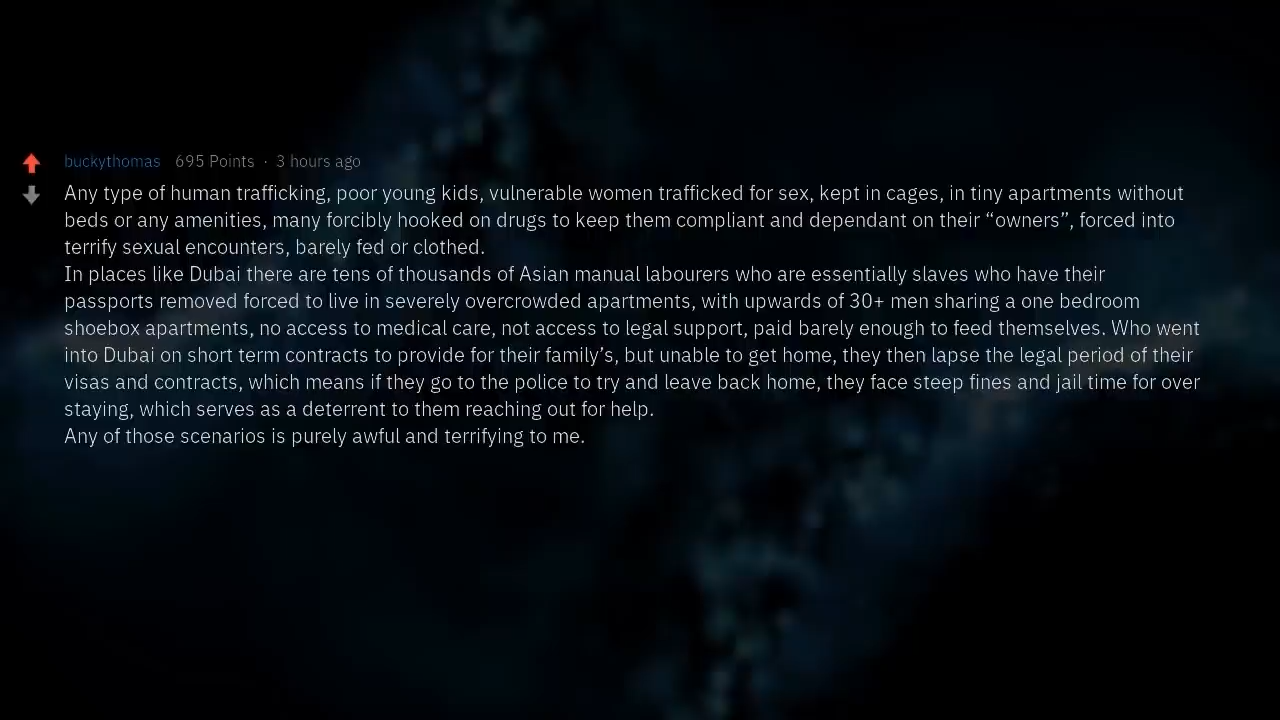 buckythomas 695 Points · 3 hours ago
Any type of human trafficking, poor young kids, vulnerable women trafficked for sex, kept in cages, in tiny apartments without
beds or any amenities, many forcibly hooked on drugs to keep them compliant and dependant on their “owners”, forced into
terrify sexual encounters, barely fed or clothed.
In places like Dubai there are tens of thousands of Asian manual labourers who are essentially slaves who have their
passports removed forced to live in severely overcrowded apartments, with upwards of 30+ men sharing a one bedroom
shoebox apartments, no access to medical care, not access to legal support, paid barely enough to feed themselves. Who went
into Dubai on short term contracts to provide for their family’s, but unable to get home, they then lapse the legal period of their
visas and contracts, which means if they go to the police to try and leave back home, they face steep fines and jail time for over
staying, which serves as a deterrent to them reaching out for help.
Any of those scenarios is purely awful and terrifying to me.